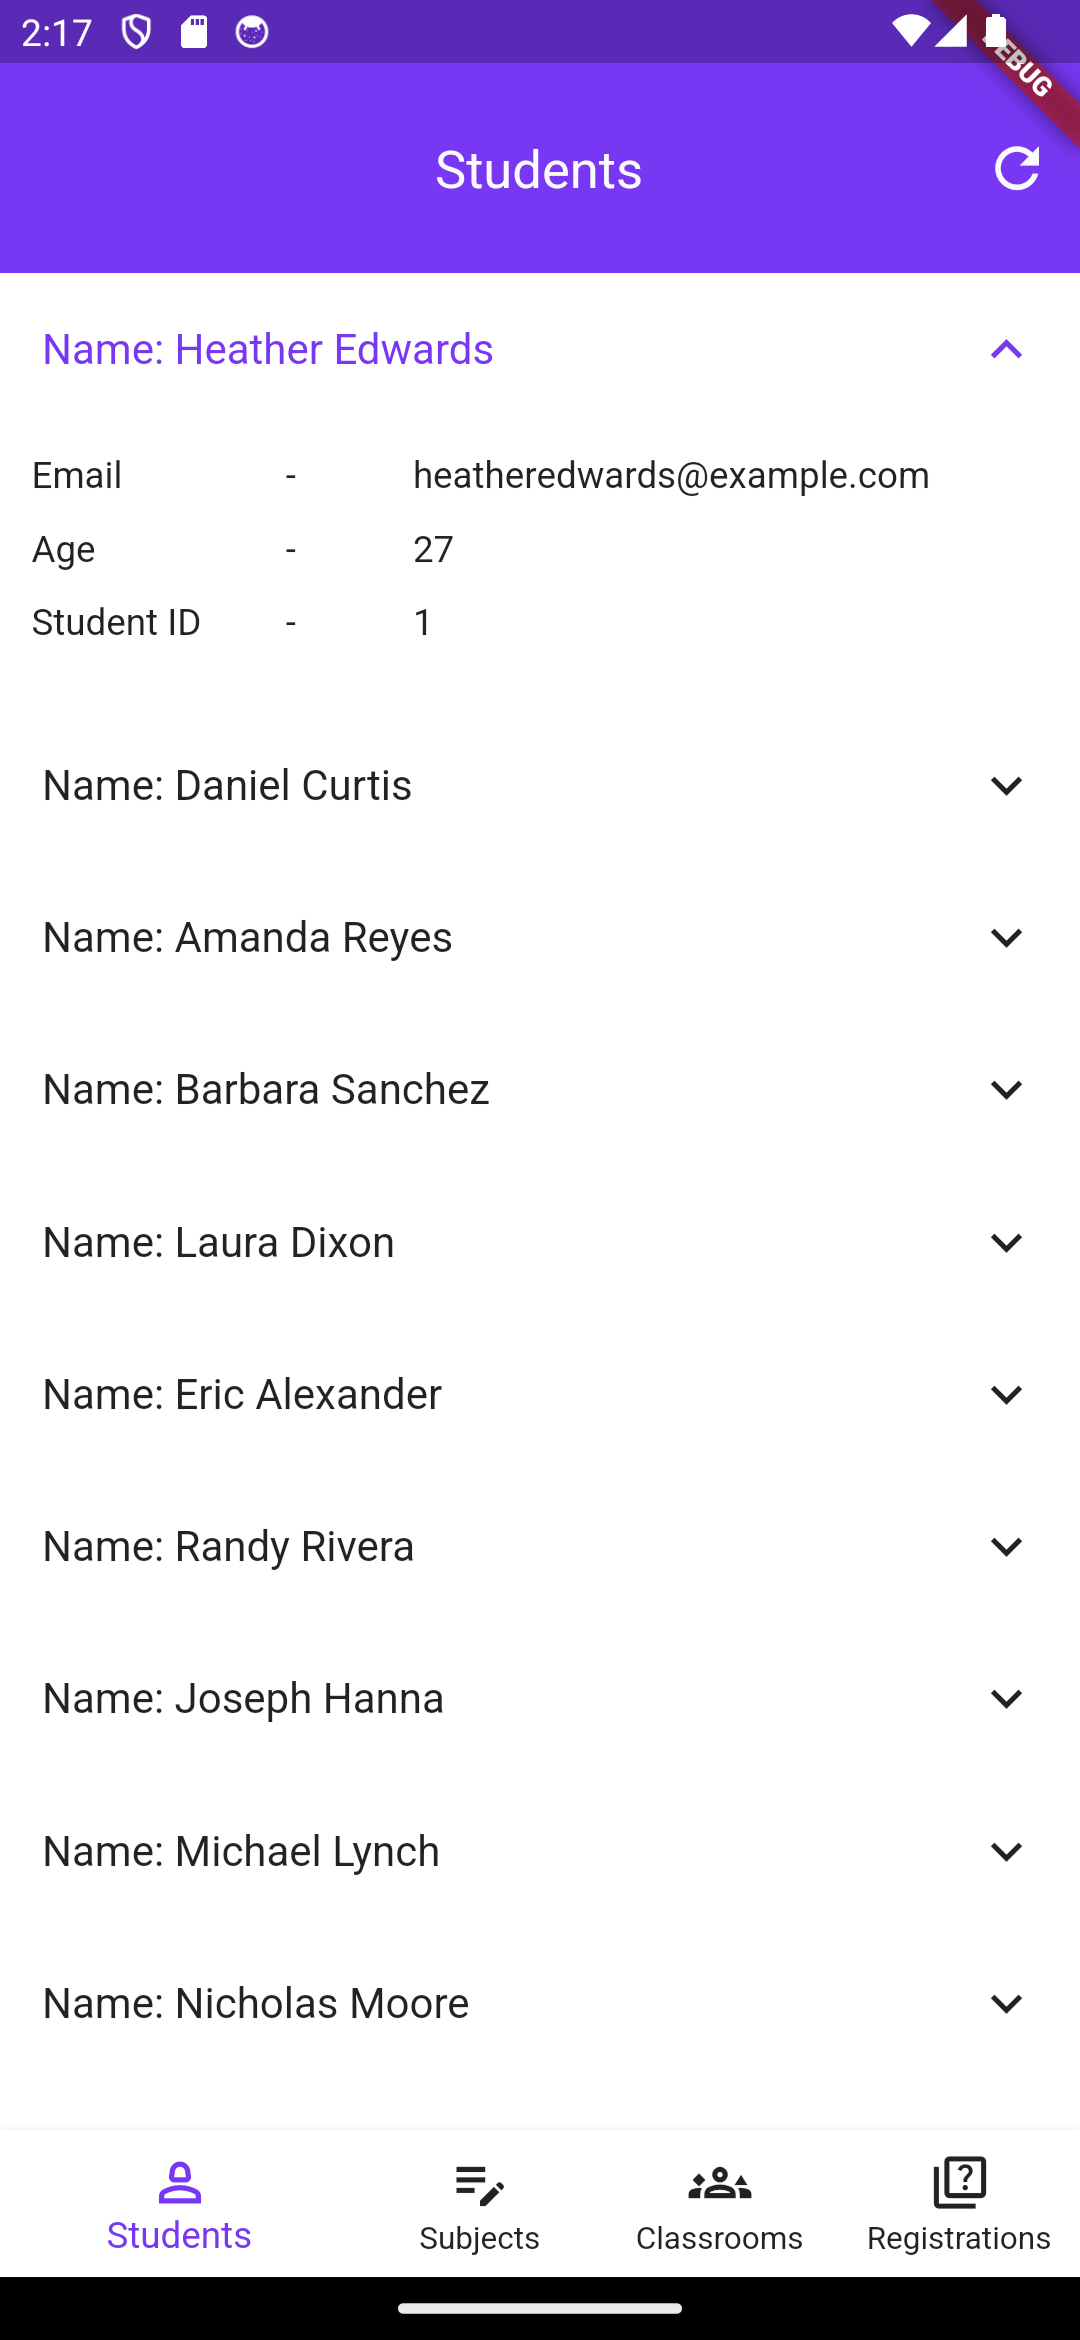 2:17
DEBUG
Students
Name: Heather Edwards
Email - heatheredwards@example.com
Age - 27
Student ID - 1
Name: Daniel Curtis
Name: Amanda Reyes
Name: Barbara Sanchez
Name: Laura Dixon
Name: Eric Alexander
Name: Randy Rivera
Name: Joseph Hanna
Name: Michael Lynch
Name: Nicholas Moore
Students Subjects Classrooms Registrations